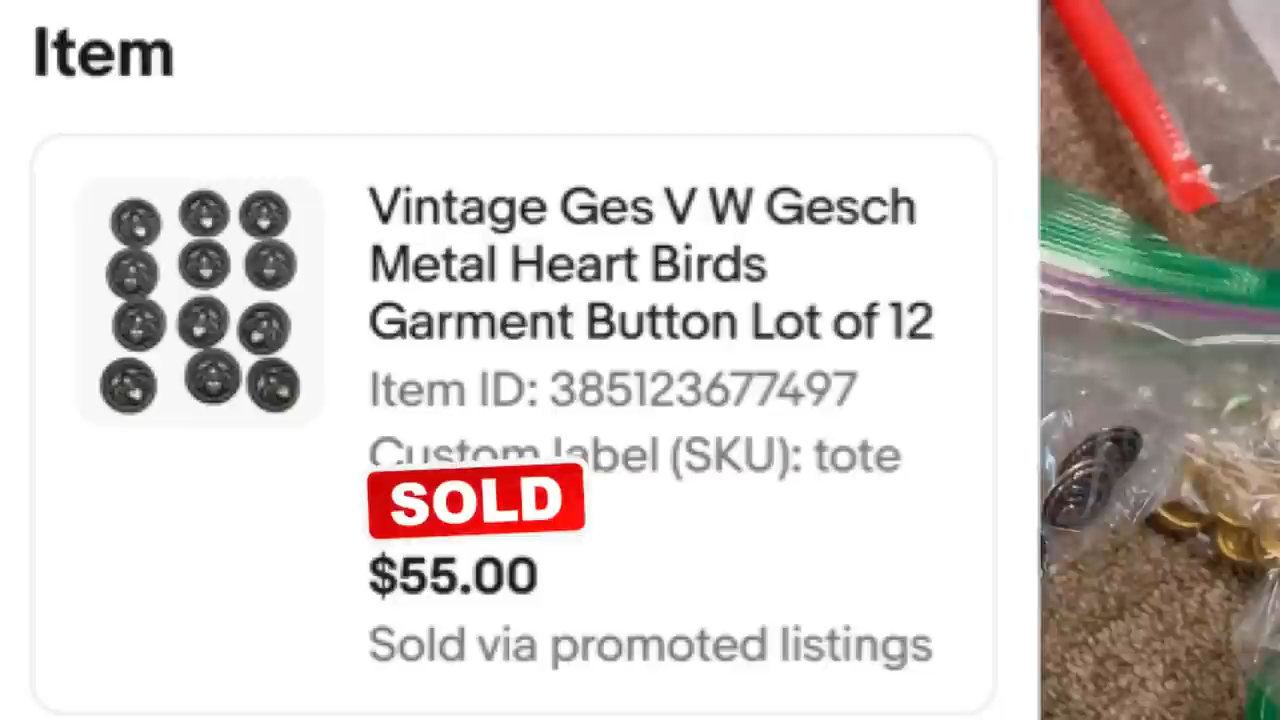 Item
Vintage Ges V W Gesch
Metal Heart Birds
Garment Button Lot of 12
Item ID: 385123677497
Custom label (SKU): tote
SOLD
$55.00
Sold via promoted listings